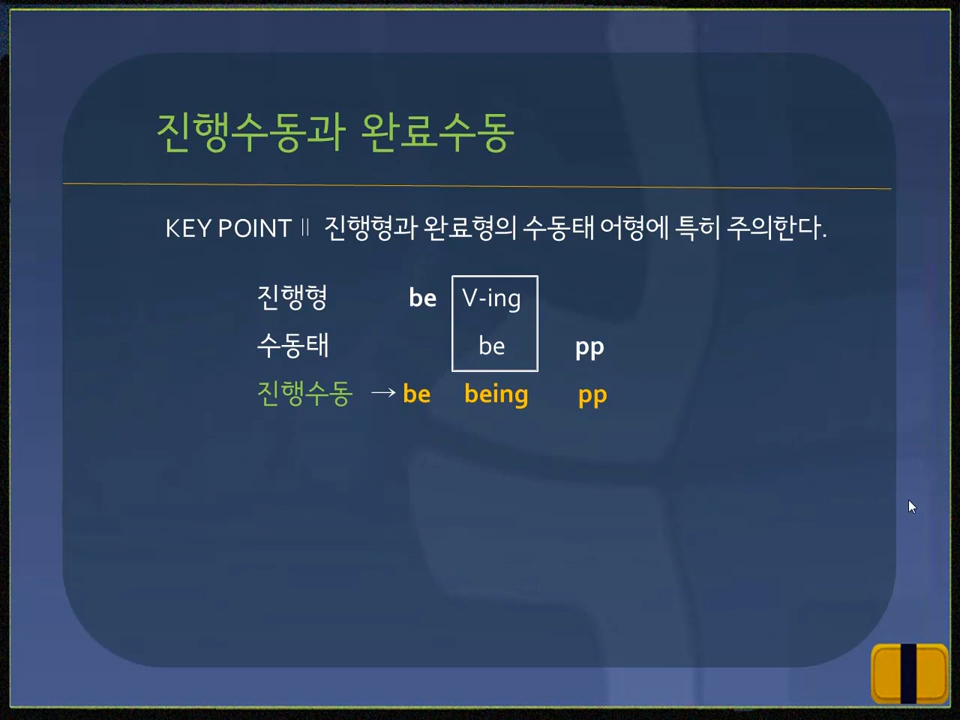 진행수동과 완료수동
KEY POINT Ⅱ 진행형과 완료형의 수동태 어형에 특히 주의한다.
진행형 be V-ing
수동태 be pp
진행수동 → be being pp